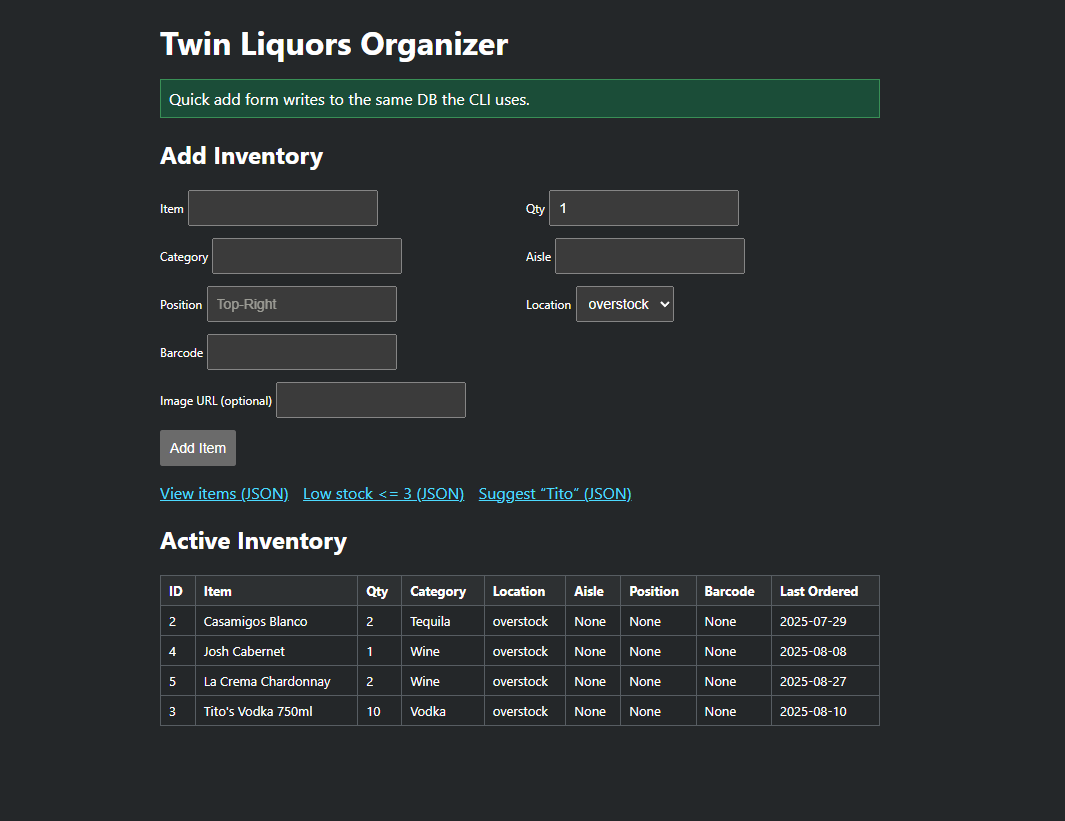 Twin Liquors Organizer
Quick add form writes to the same DB the CLI uses.
Add Inventory
Item
Qty 1
Category
Aisle
Position Top-Right
Location overstock
Barcode
Image URL (optional)
Add Item
View items (JSON) Low stock <= 3 (JSON) Suggest “Tito” (JSON)
Active Inventory
ID Item Qty Category Location Aisle Position Barcode Last Ordered
2 Casamigos Blanco 2 Tequila overstock None None None 2025-07-29
4 Josh Cabernet 1 Wine overstock None None None 2025-08-08
5 La Crema Chardonnay 2 Wine overstock None None None 2025-08-27
3 Tito's Vodka 750ml 10 Vodka overstock None None None 2025-08-10